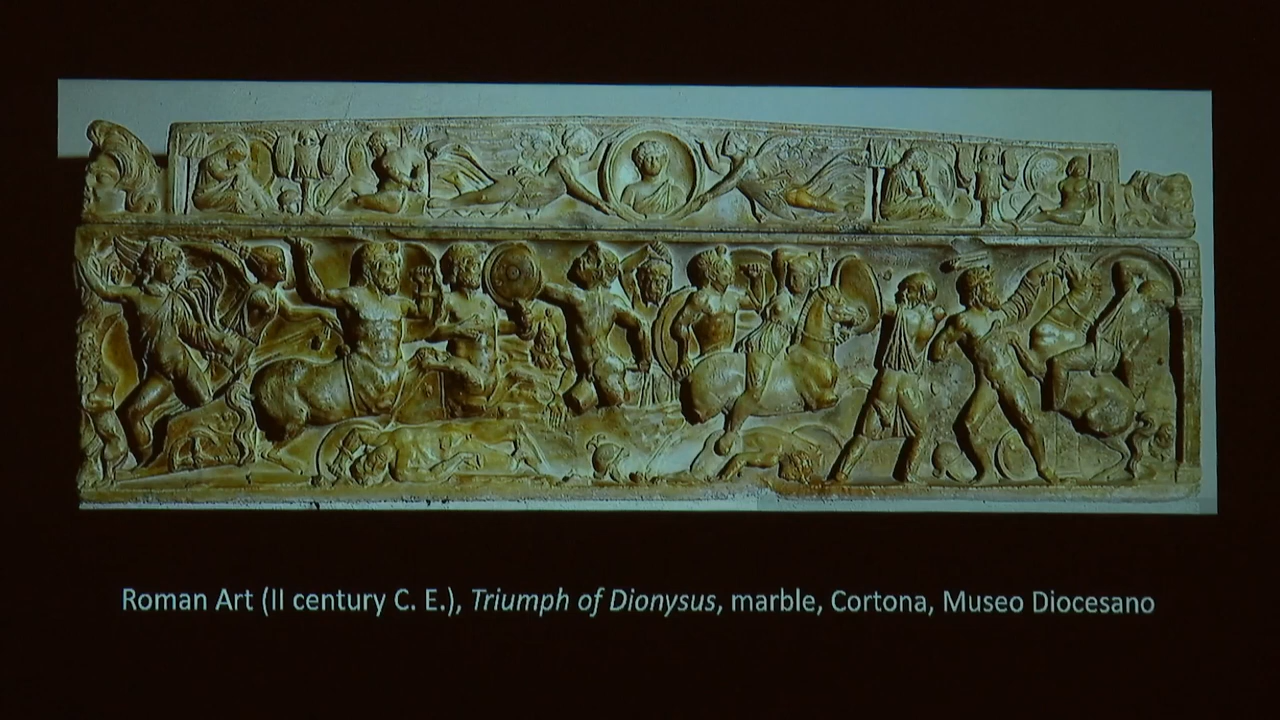 Roman Art (II century C. E.), Triumph of Dionysus, marble, Cortona, Museo Diocesano